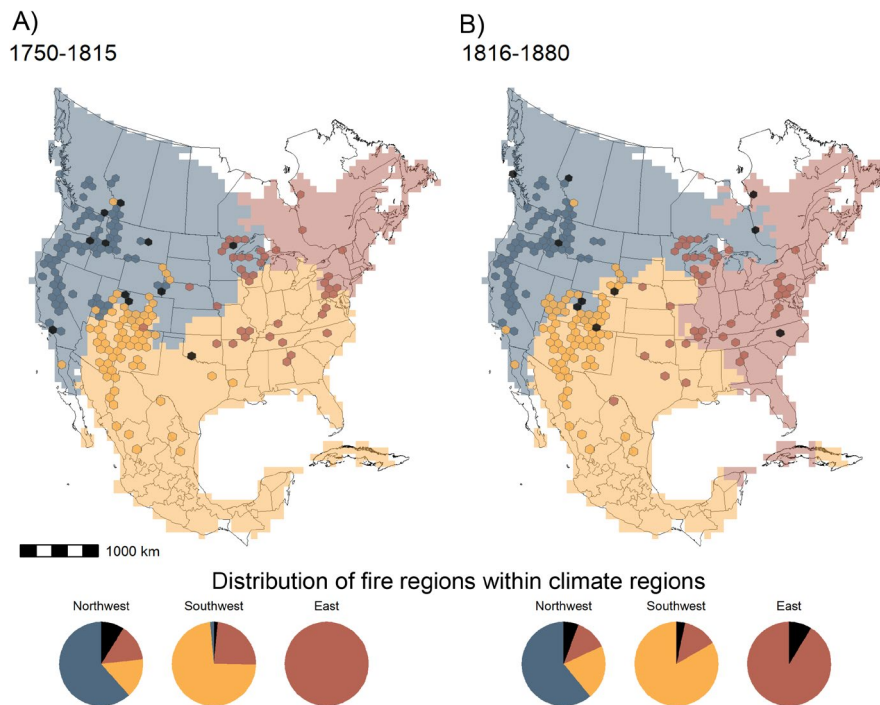 A)
1750-1815
B)
1816-1880
1000 km
Distribution of fire regions within climate regions
Northwest
Southwest
East
Northwest
Southwest
East